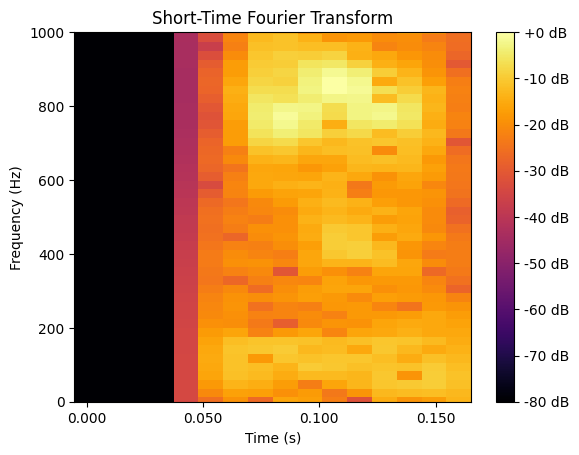 Short-Time Fourier Transform
1000
800
600
400
200
0
Frequency (Hz)
0.000
0.050
0.100
0.150
Time (s)
+0 dB
-10 dB
-20 dB
-30 dB
-40 dB
-50 dB
-60 dB
-70 dB
-80 dB